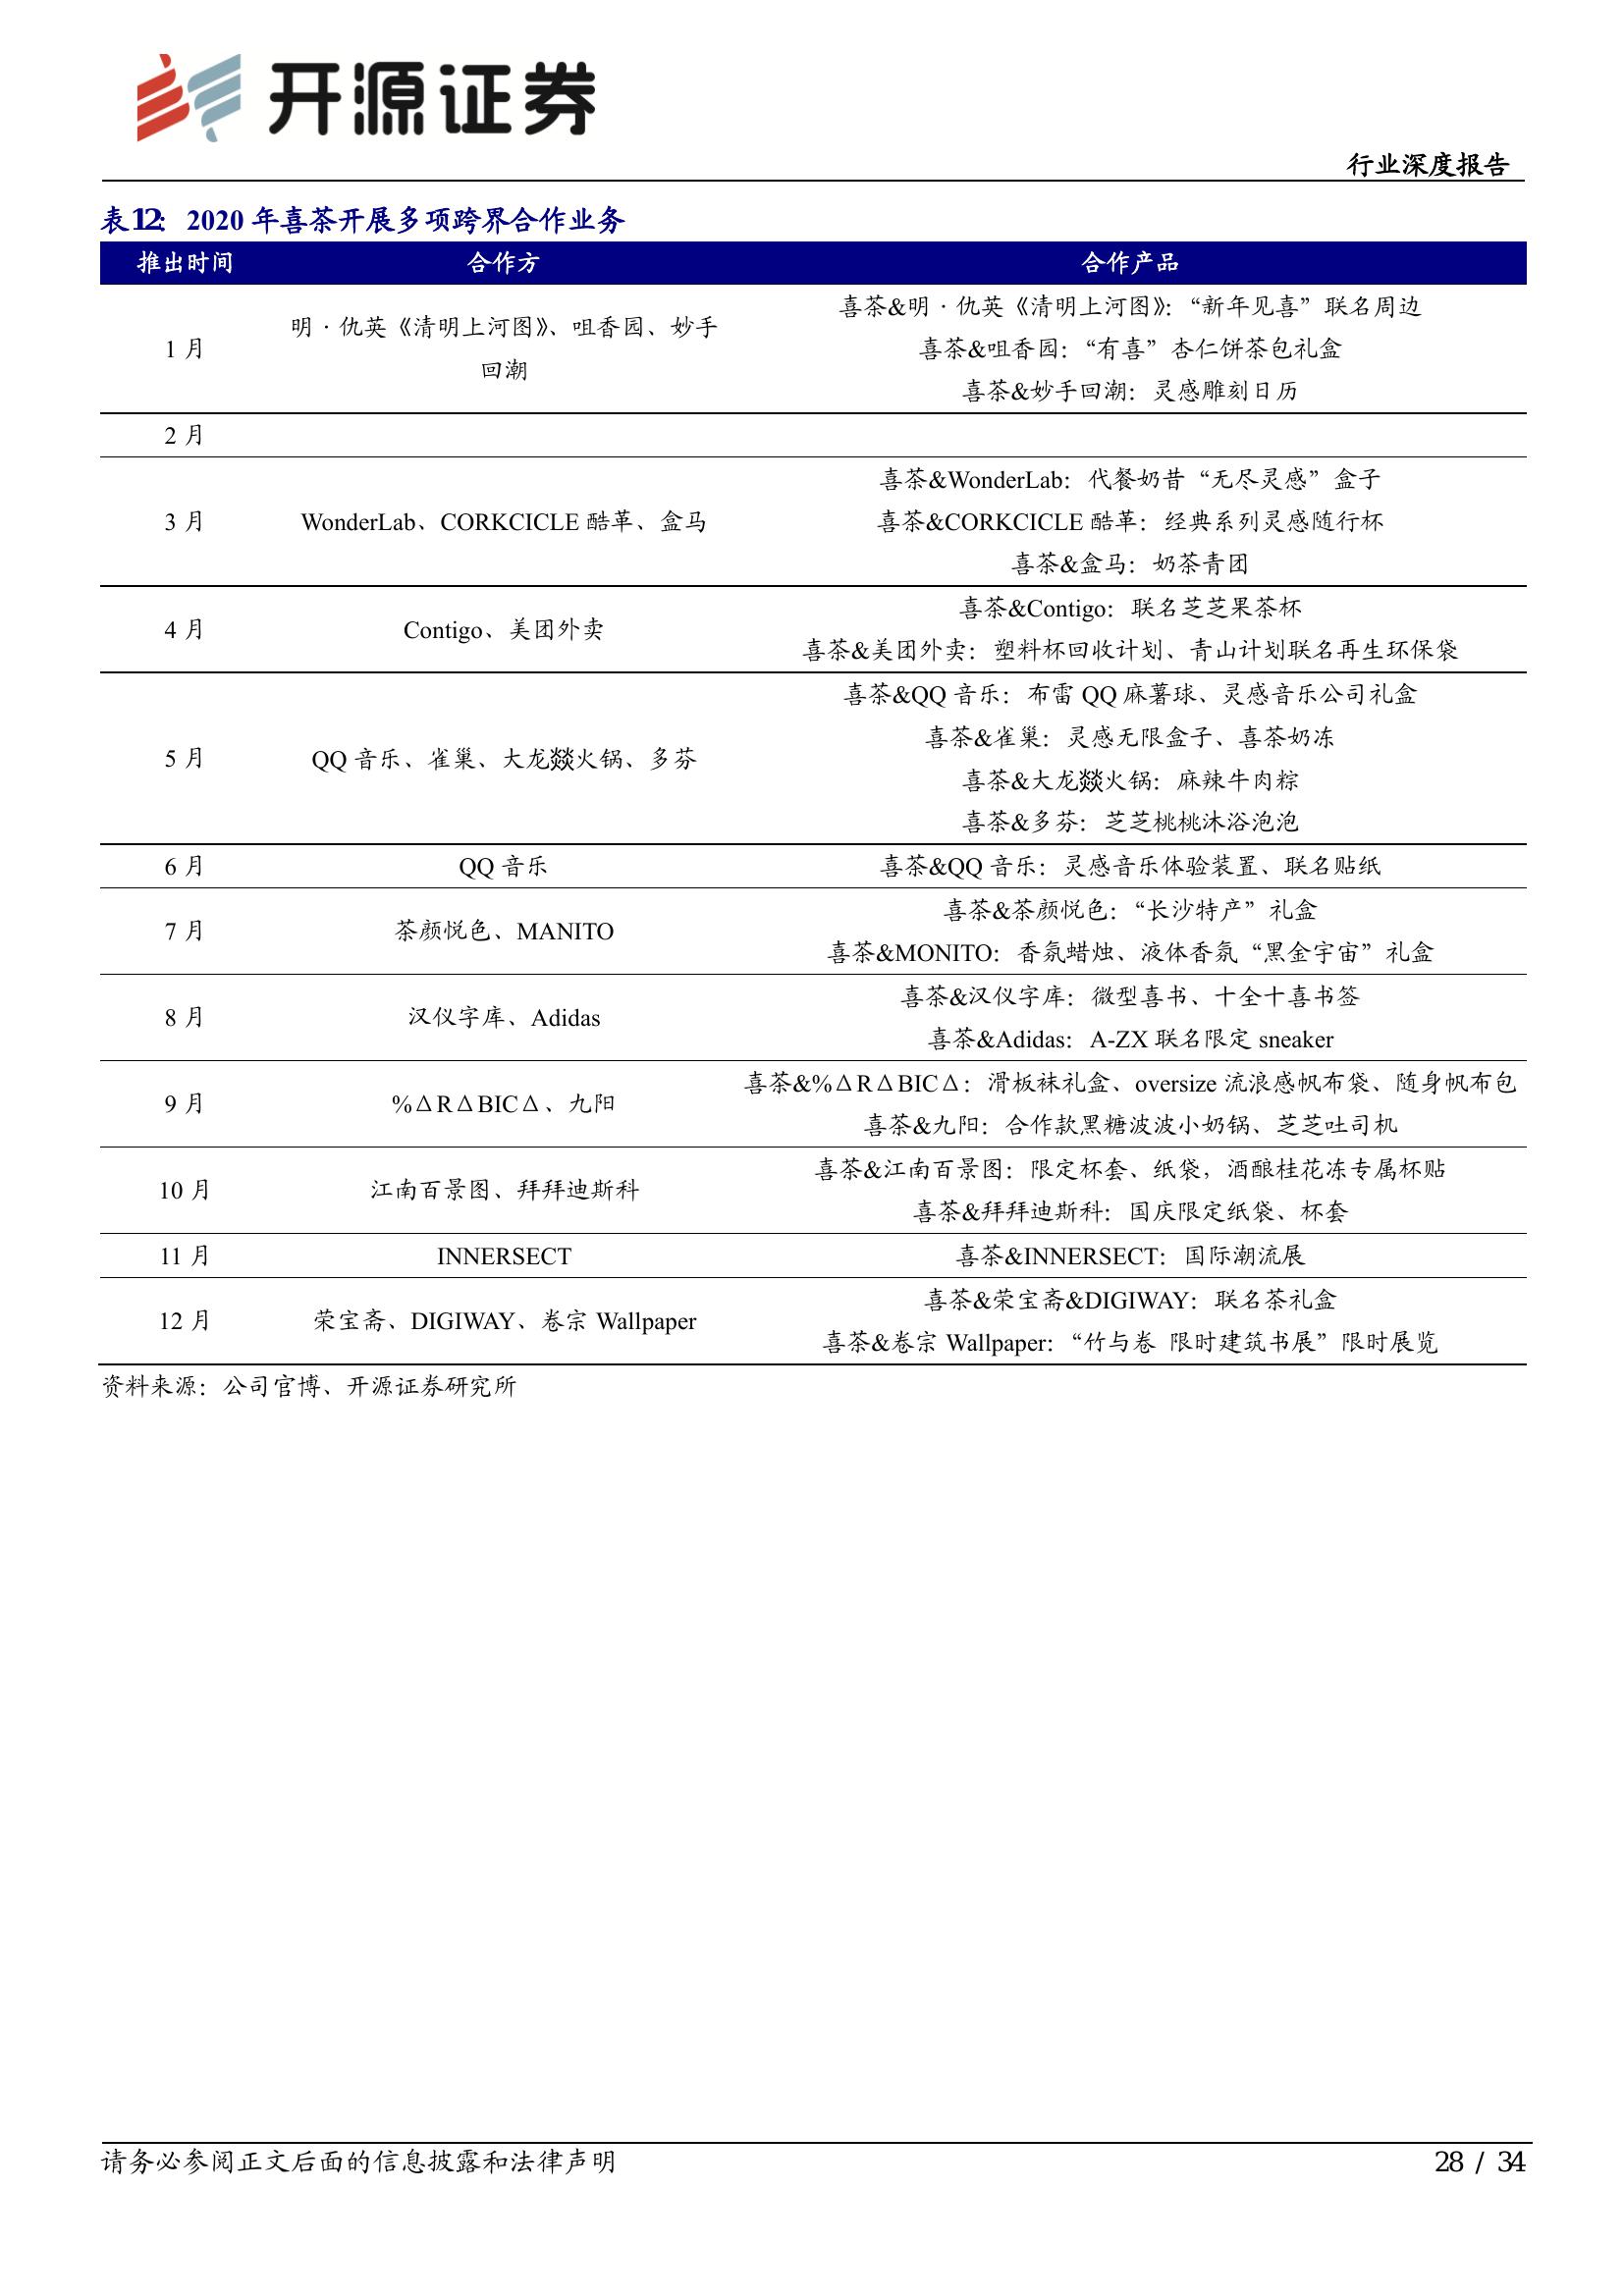 开源证券
行业深度报告
表12：2020 年喜茶开展多项跨界合作业务
推出时间 合作方 合作产品
1 月 明·仇英《清明上河图》、咀香园、妙手
回潮
喜茶&明·仇英《清明上河图》：“新年见喜”联名周边
喜茶&咀香园：“有喜”杏仁饼茶包礼盒
喜茶&妙手回潮：灵感雕刻日历
2 月
3 月 WonderLab、CORKCICLE 酷革、盒马
喜茶&WonderLab：代餐奶昔“无尽灵感”盒子
喜茶&CORKCICLE 酷革：经典系列灵感随行杯
喜茶&盒马：奶茶青团
4 月 Contigo、美团外卖
喜茶&Contigo：联名芝芝果茶杯
喜茶&美团外卖：塑料杯回收计划、青山计划联名再生环保袋
5 月 QQ 音乐、雀巢、大龙燚火锅、多芬
喜茶&QQ 音乐：布雷 QQ 麻薯球、灵感音乐公司礼盒
喜茶&雀巢：灵感无限盒子、喜茶奶冻
喜茶&大龙燚火锅：麻辣牛肉粽
喜茶&多芬：芝芝桃桃沐浴泡泡
6 月 QQ 音乐 喜茶&QQ 音乐：灵感音乐体验装置、联名贴纸
7 月 茶颜悦色、MANITO
喜茶&茶颜悦色：“长沙特产”礼盒
喜茶&MONITO：香氛蜡烛、液体香氛“黑金宇宙”礼盒
8 月 汉仪字库、Adidas
喜茶&汉仪字库：微型喜书、十全十喜书签
喜茶&Adidas：A-ZX 联名限定 sneaker
9 月 %ΔRΔBICΔ、九阳
喜茶&%ΔRΔBICΔ：滑板袜礼盒、oversize 流浪感帆布袋、随身帆布包
喜茶&九阳：合作款黑糖波波小奶锅、芝芝吐司机
10 月 江南百景图、拜拜迪斯科
喜茶&江南百景图：限定杯套、纸袋，酒酿桂花冻专属杯贴
喜茶&拜拜迪斯科：国庆限定纸袋、杯套
11 月 INNERSECT 喜茶&INNERSECT：国际潮流展
12 月 荣宝斋、DIGIWAY、卷宗 Wallpaper
喜茶&荣宝斋&DIGIWAY：联名茶礼盒
喜茶&卷宗 Wallpaper：“竹与卷 限时建筑书展”限时展览
资料来源：公司官博、开源证券研究所
请务必参阅正文后面的信息披露和法律声明 28 / 34